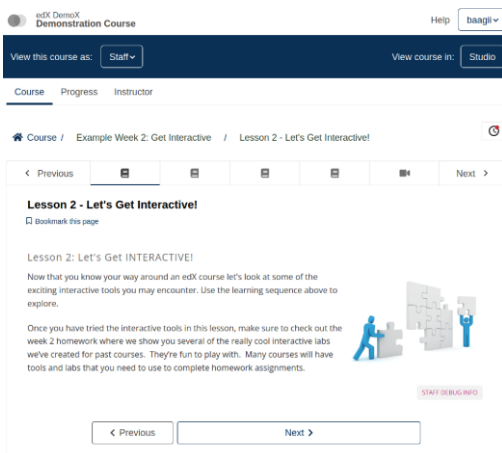 edX DemoX
Demonstration Course
Help
baagii
View this course as:
Staff
View course in:
Studio
Course
Progress
Instructor
Course / Example Week 2: Get Interactive / Lesson 2 - Let's Get Interactive!
Previous
Next
Lesson 2 - Let's Get Interactive!
Bookmark this page
Lesson 2: Let's Get INTERACTIVE!
Now that you know your way around an edX course let's look at some of the
exciting interactive tools you may encounter. Use the learning sequence above to
explore.
Once you have tried the interactive tools in this lesson, make sure to check out the
week 2 homework where we show you several of the really cool interactive labs
we've created for past courses. They're fun to play with. Many courses will have
tools and labs that you need to use to complete homework assignments.
STAFF DEBUG INFO
Previous
Next